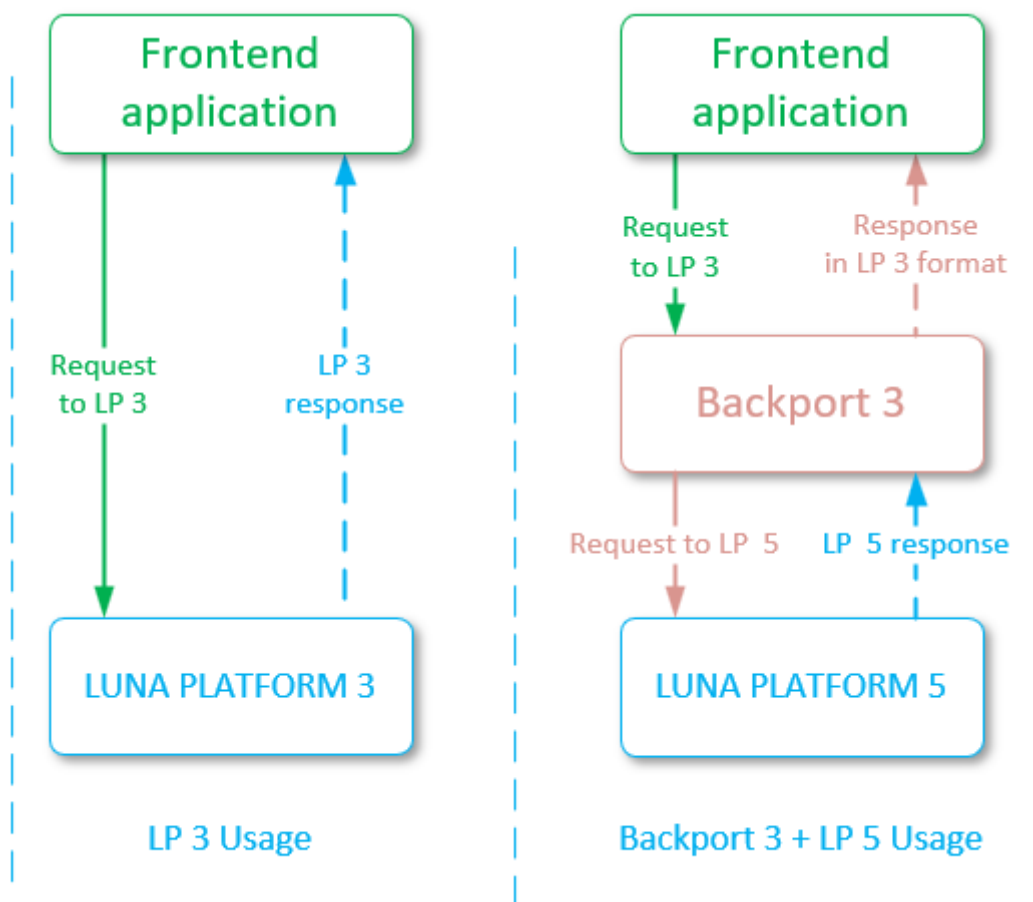 Frontend
application
Request
to LP 3
LP 3
response
LUNA PLATFORM 3
LP 3 Usage
Frontend
application
Request
to LP 3
Response
in LP 3 format
Backport 3
Request to LP 5
LP 5 response
LUNA PLATFORM 5
Backport 3 + LP 5 Usage